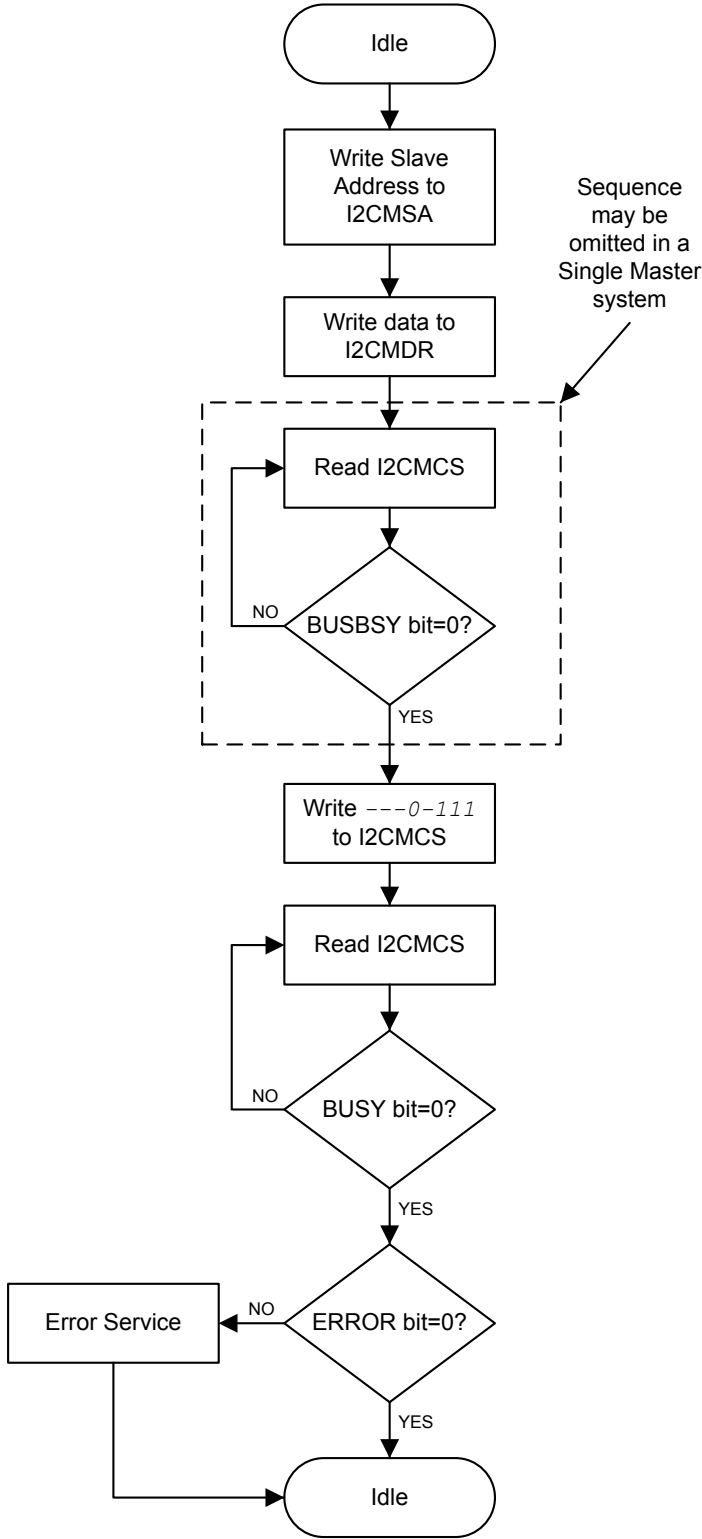 Idle
Write Slave
Address to
I2CMSA
Sequence
may be
omitted in a
Single Master
system
Write data to
I2CMDR
Read I2CMCS
NO
BUSBSY bit=0?
YES
Write ---0-111
to I2CMCS
Read I2CMCS
NO
BUSY bit=0?
YES
Error Service
NO
ERROR bit=0?
YES
Idle